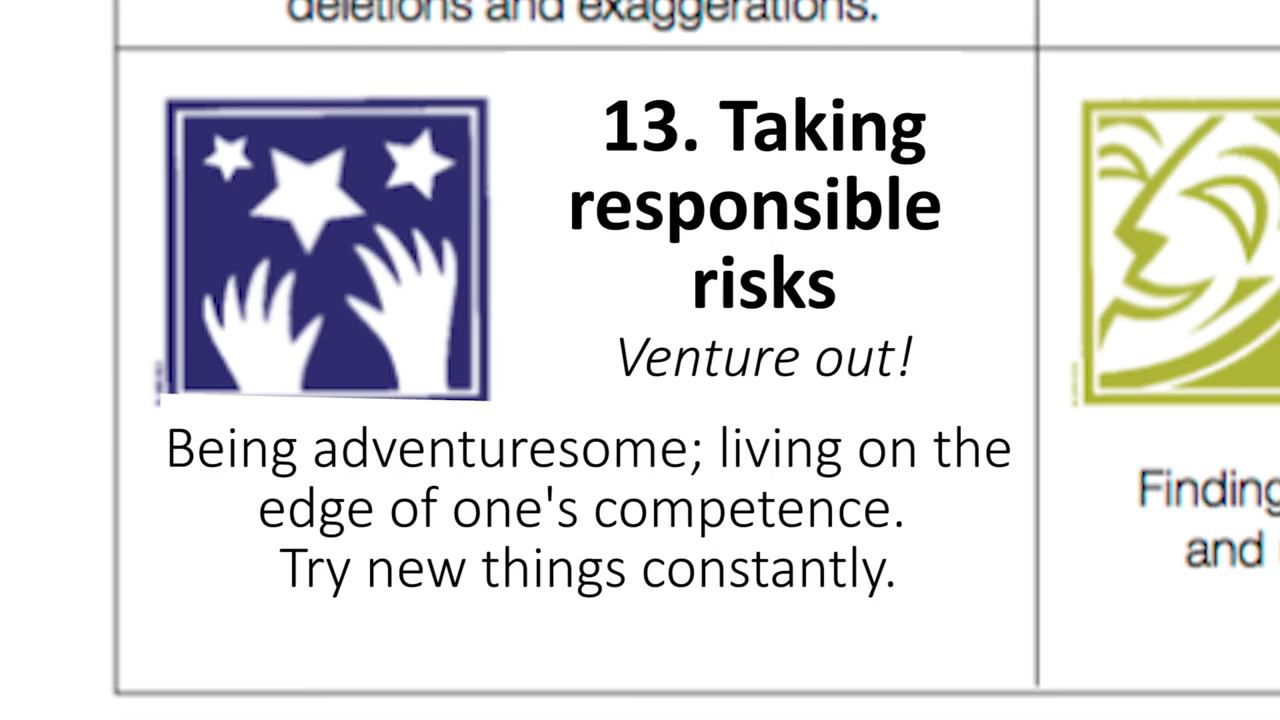 deletions and exaggerations.
13. Taking
responsible
risks
Venture out!
Being adventuresome; living on the
edge of one's competence.
Try new things constantly.
Finding
and